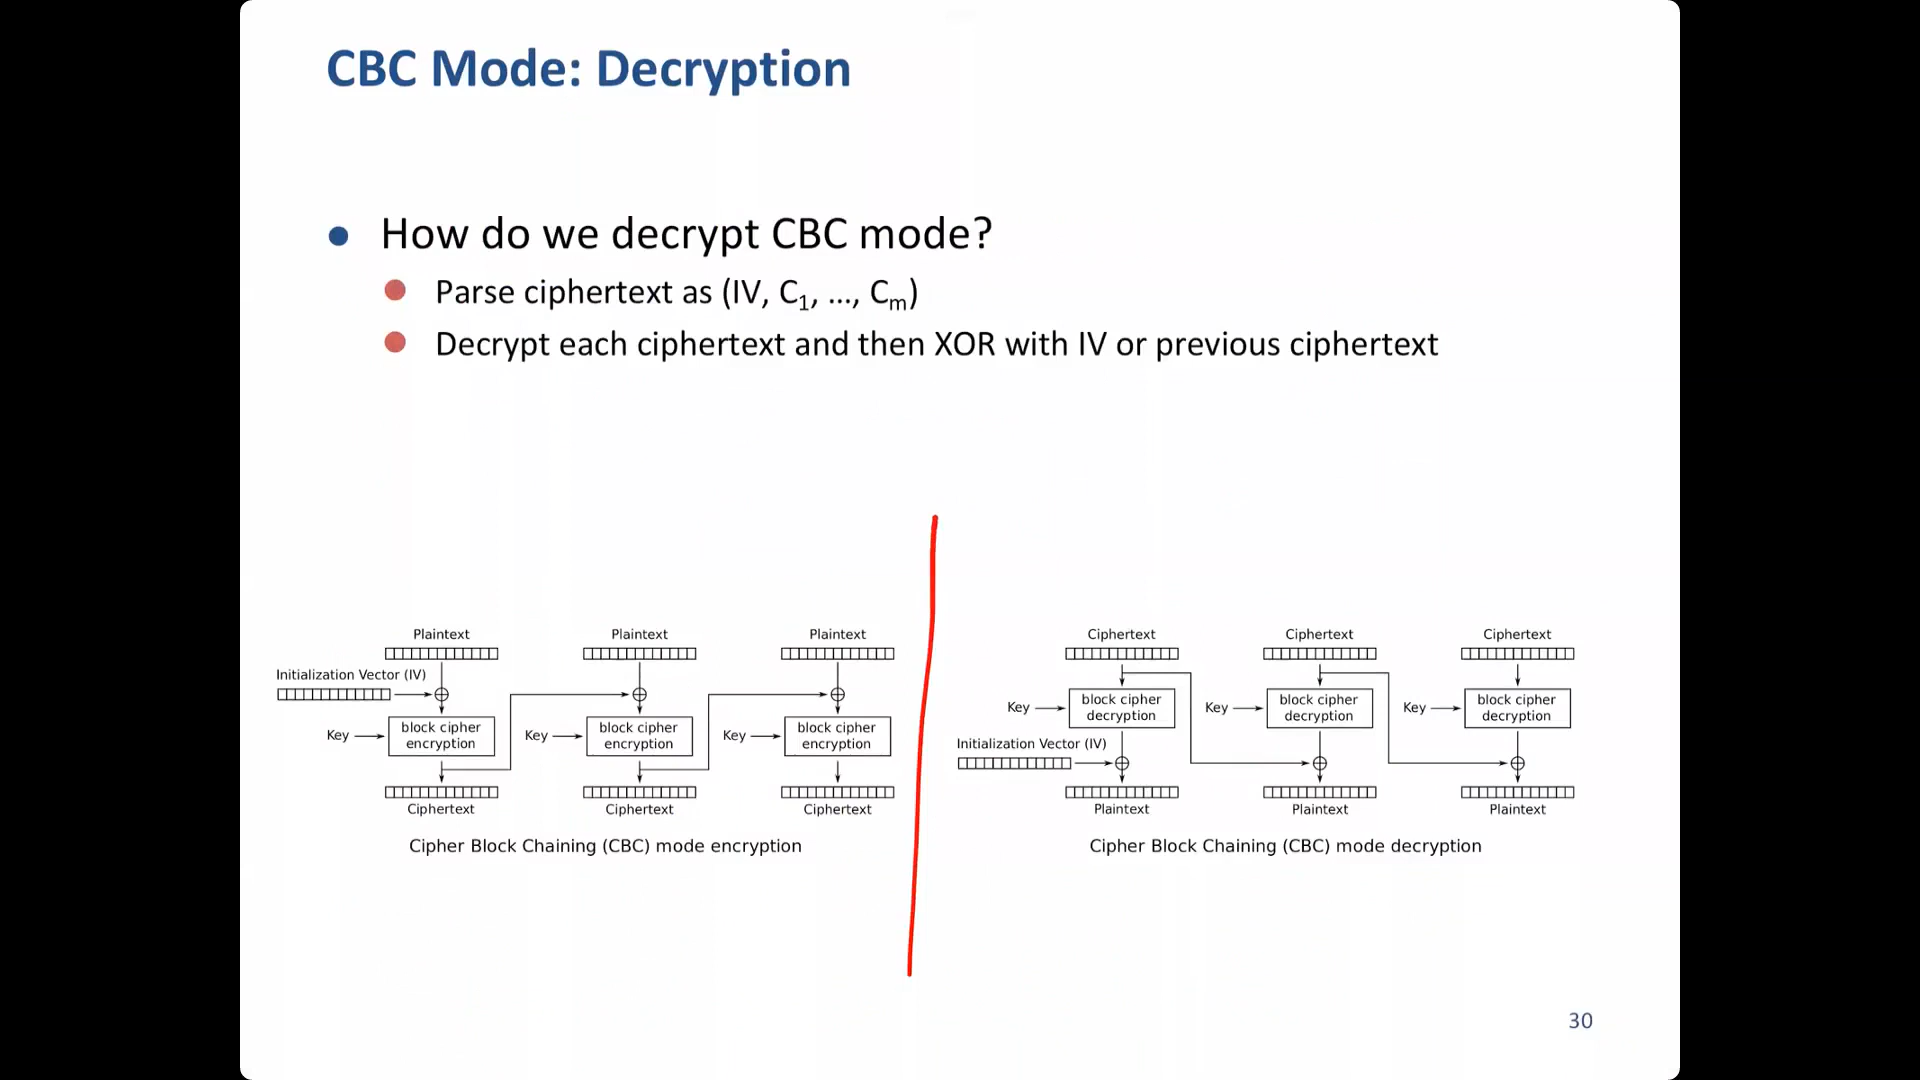 CBC Mode: Decryption
How do we decrypt CBC mode?
Parse ciphertext as (IV, C₁, ..., Cₘ)
Decrypt each ciphertext and then XOR with IV or previous ciphertext
Plaintext Plaintext Plaintext
Initialization Vector (IV)
Key block cipher encryption Key block cipher encryption Key block cipher encryption
Ciphertext Ciphertext Ciphertext
Cipher Block Chaining (CBC) mode encryption
Ciphertext Ciphertext Ciphertext
Key block cipher decryption Key block cipher decryption Key block cipher decryption
Initialization Vector (IV)
Plaintext Plaintext Plaintext
Cipher Block Chaining (CBC) mode decryption
30